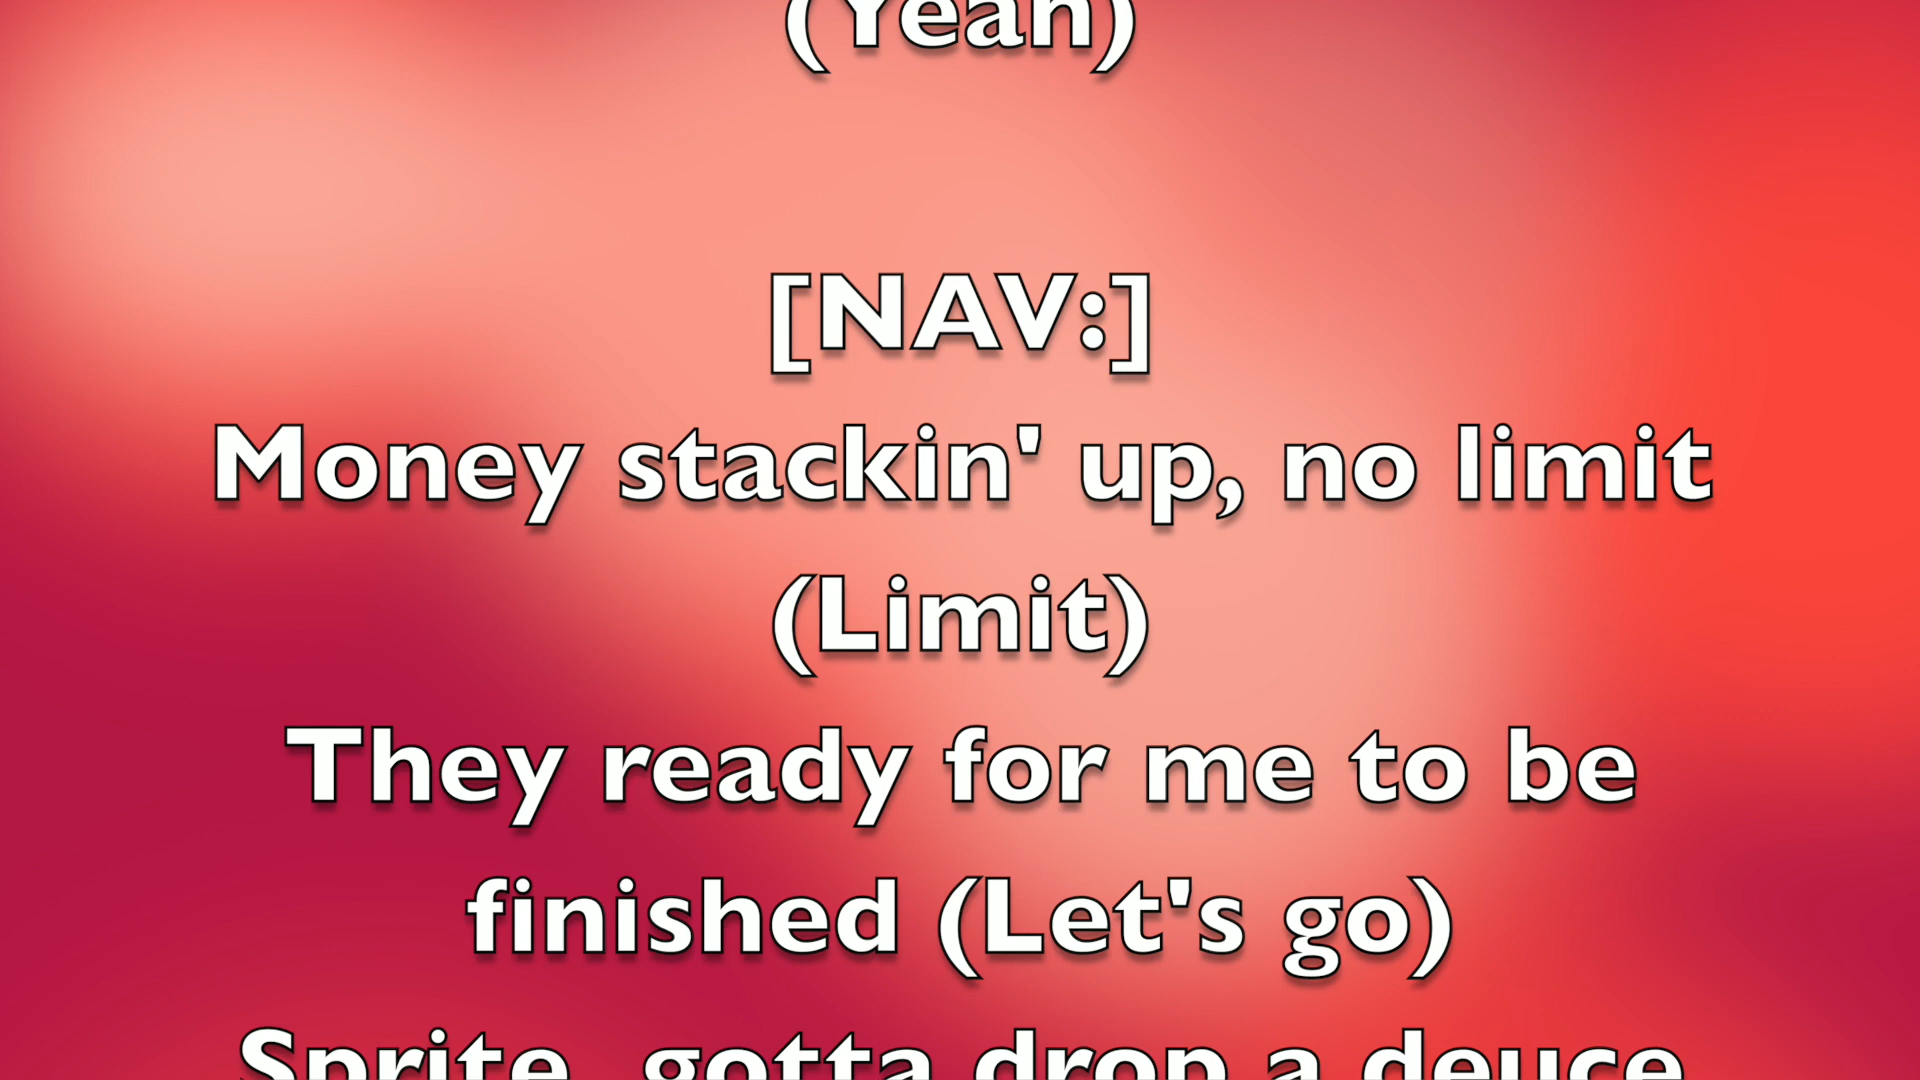 (Yeah)
[NAV:]
Money stackin' up, no limit
(Limit)
They ready for me to be
finished (Let's go)
Sprite, gotta drop a deuce